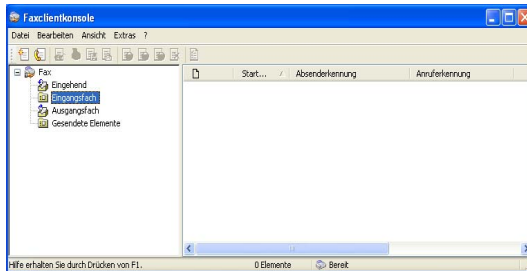 Faxclientkonsole
Datei Bearbeiten Ansicht Extras ?
Fax
Eingehend
Eingangsfach
Ausgangsfach
Gesendete Elemente
Start... Absenderkennung Anruferkennung
Hilfe erhalten Sie durch Drücken von F1. 0 Elemente Bereit